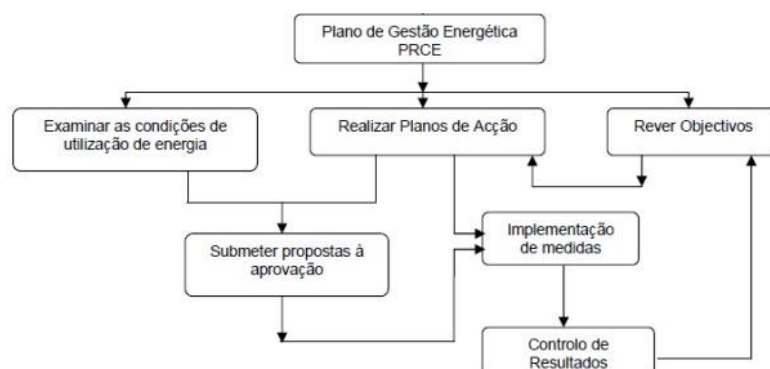 Plano de Gestão Energética
PRCE
Examinar as condições de
utilização de energia
Realizar Planos de Acção
Rever Objectivos
Submeter propostas à
aprovação
Implementação
de medidas
Controlo de
Resultados